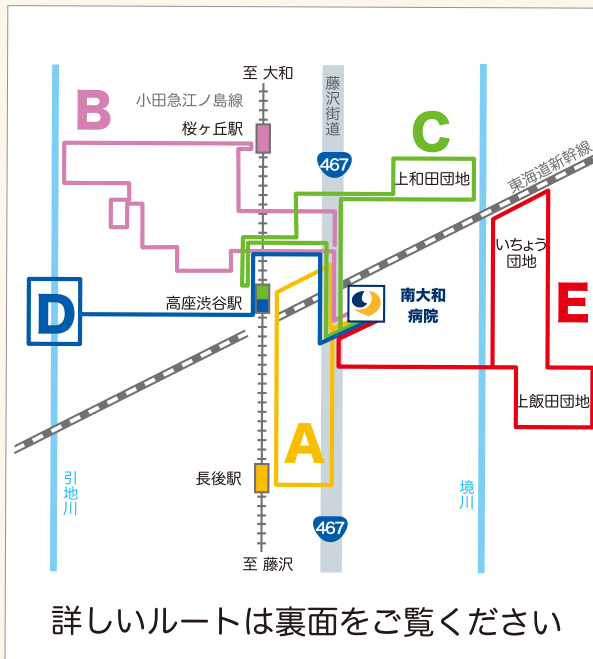 至 大和
B
小田急江ノ島線
桜ヶ丘駅
藤沢街道
467
C
上和田団地
東海道新幹線
いちょう
団地
D
高座渋谷駅
南大和
病院
E
上飯田団地
A
長後駅
引地川
境川
467
至 藤沢
詳しいルートは裏面をご覧ください